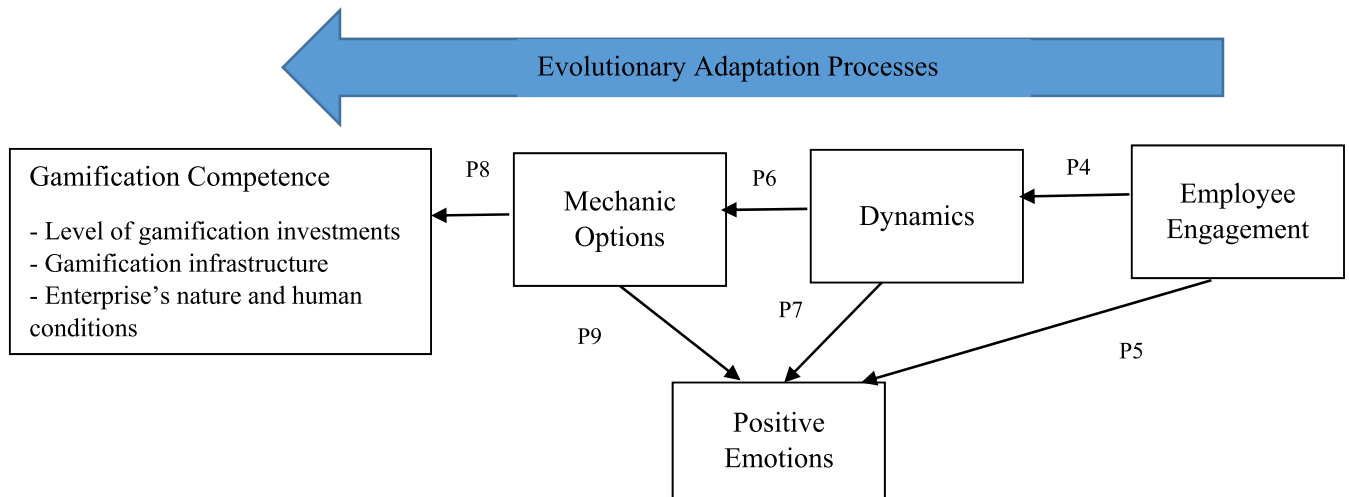 Evolutionary Adaptation Processes
Gamification Competence
- Level of gamification investments
- Gamification infrastructure
- Enterprise’s nature and human
conditions
P8
Mechanic
Options
P6
Dynamics
P4
Employee
Engagement
P9
P7
P5
Positive
Emotions